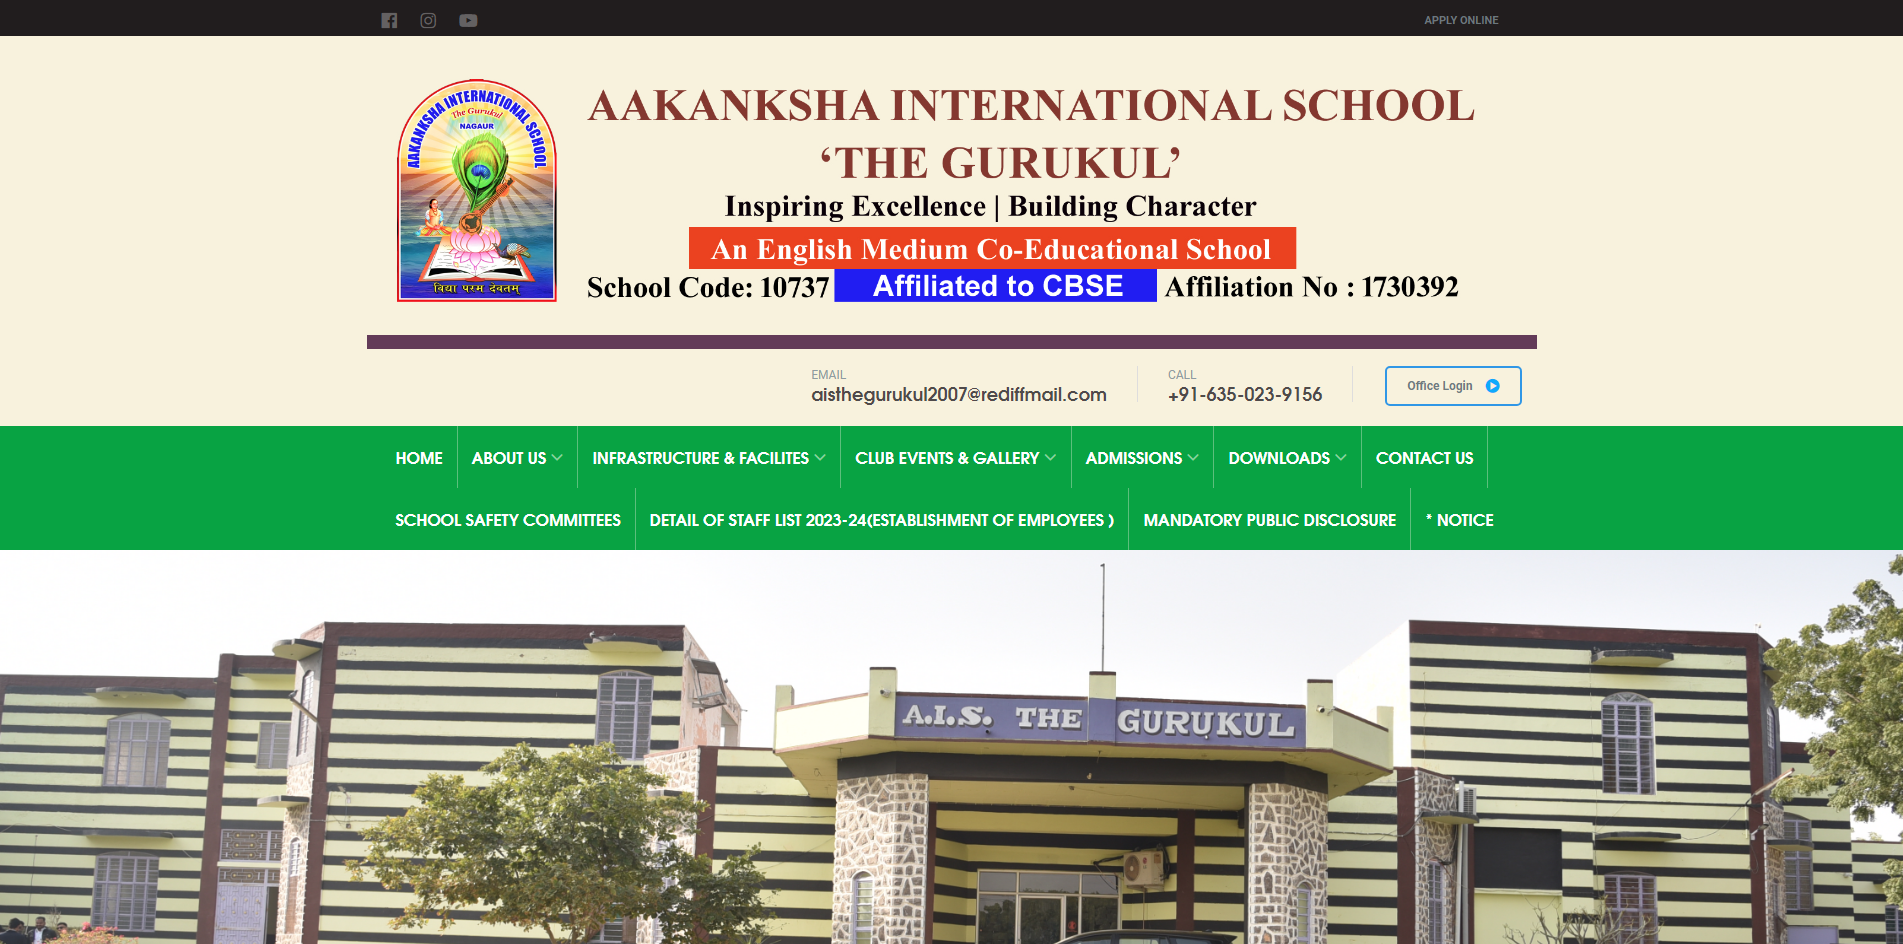 APPLY ONLINE
AAKANKSHA INTERNATIONAL SCHOOL
The Gurukul
NAGAUR
विद्या परम देवतम्
AAKANKSHA INTERNATIONAL SCHOOL
‘THE GURUKUL’
Inspiring Excellence | Building Character
An English Medium Co-Educational School
School Code: 10737 Affiliated to CBSE Affiliation No : 1730392
EMAIL
aisthegurukul2007@rediffmail.com
CALL
+91-635-023-9156
Office Login
HOME ABOUT US INFRASTRUCTURE & FACILITES CLUB EVENTS & GALLERY ADMISSIONS DOWNLOADS CONTACT US
SCHOOL SAFETY COMMITTEES DETAIL OF STAFF LIST 2023-24(ESTABLISHMENT OF EMPLOYEES ) MANDATORY PUBLIC DISCLOSURE * NOTICE
A.I.S. THE GURUKUL